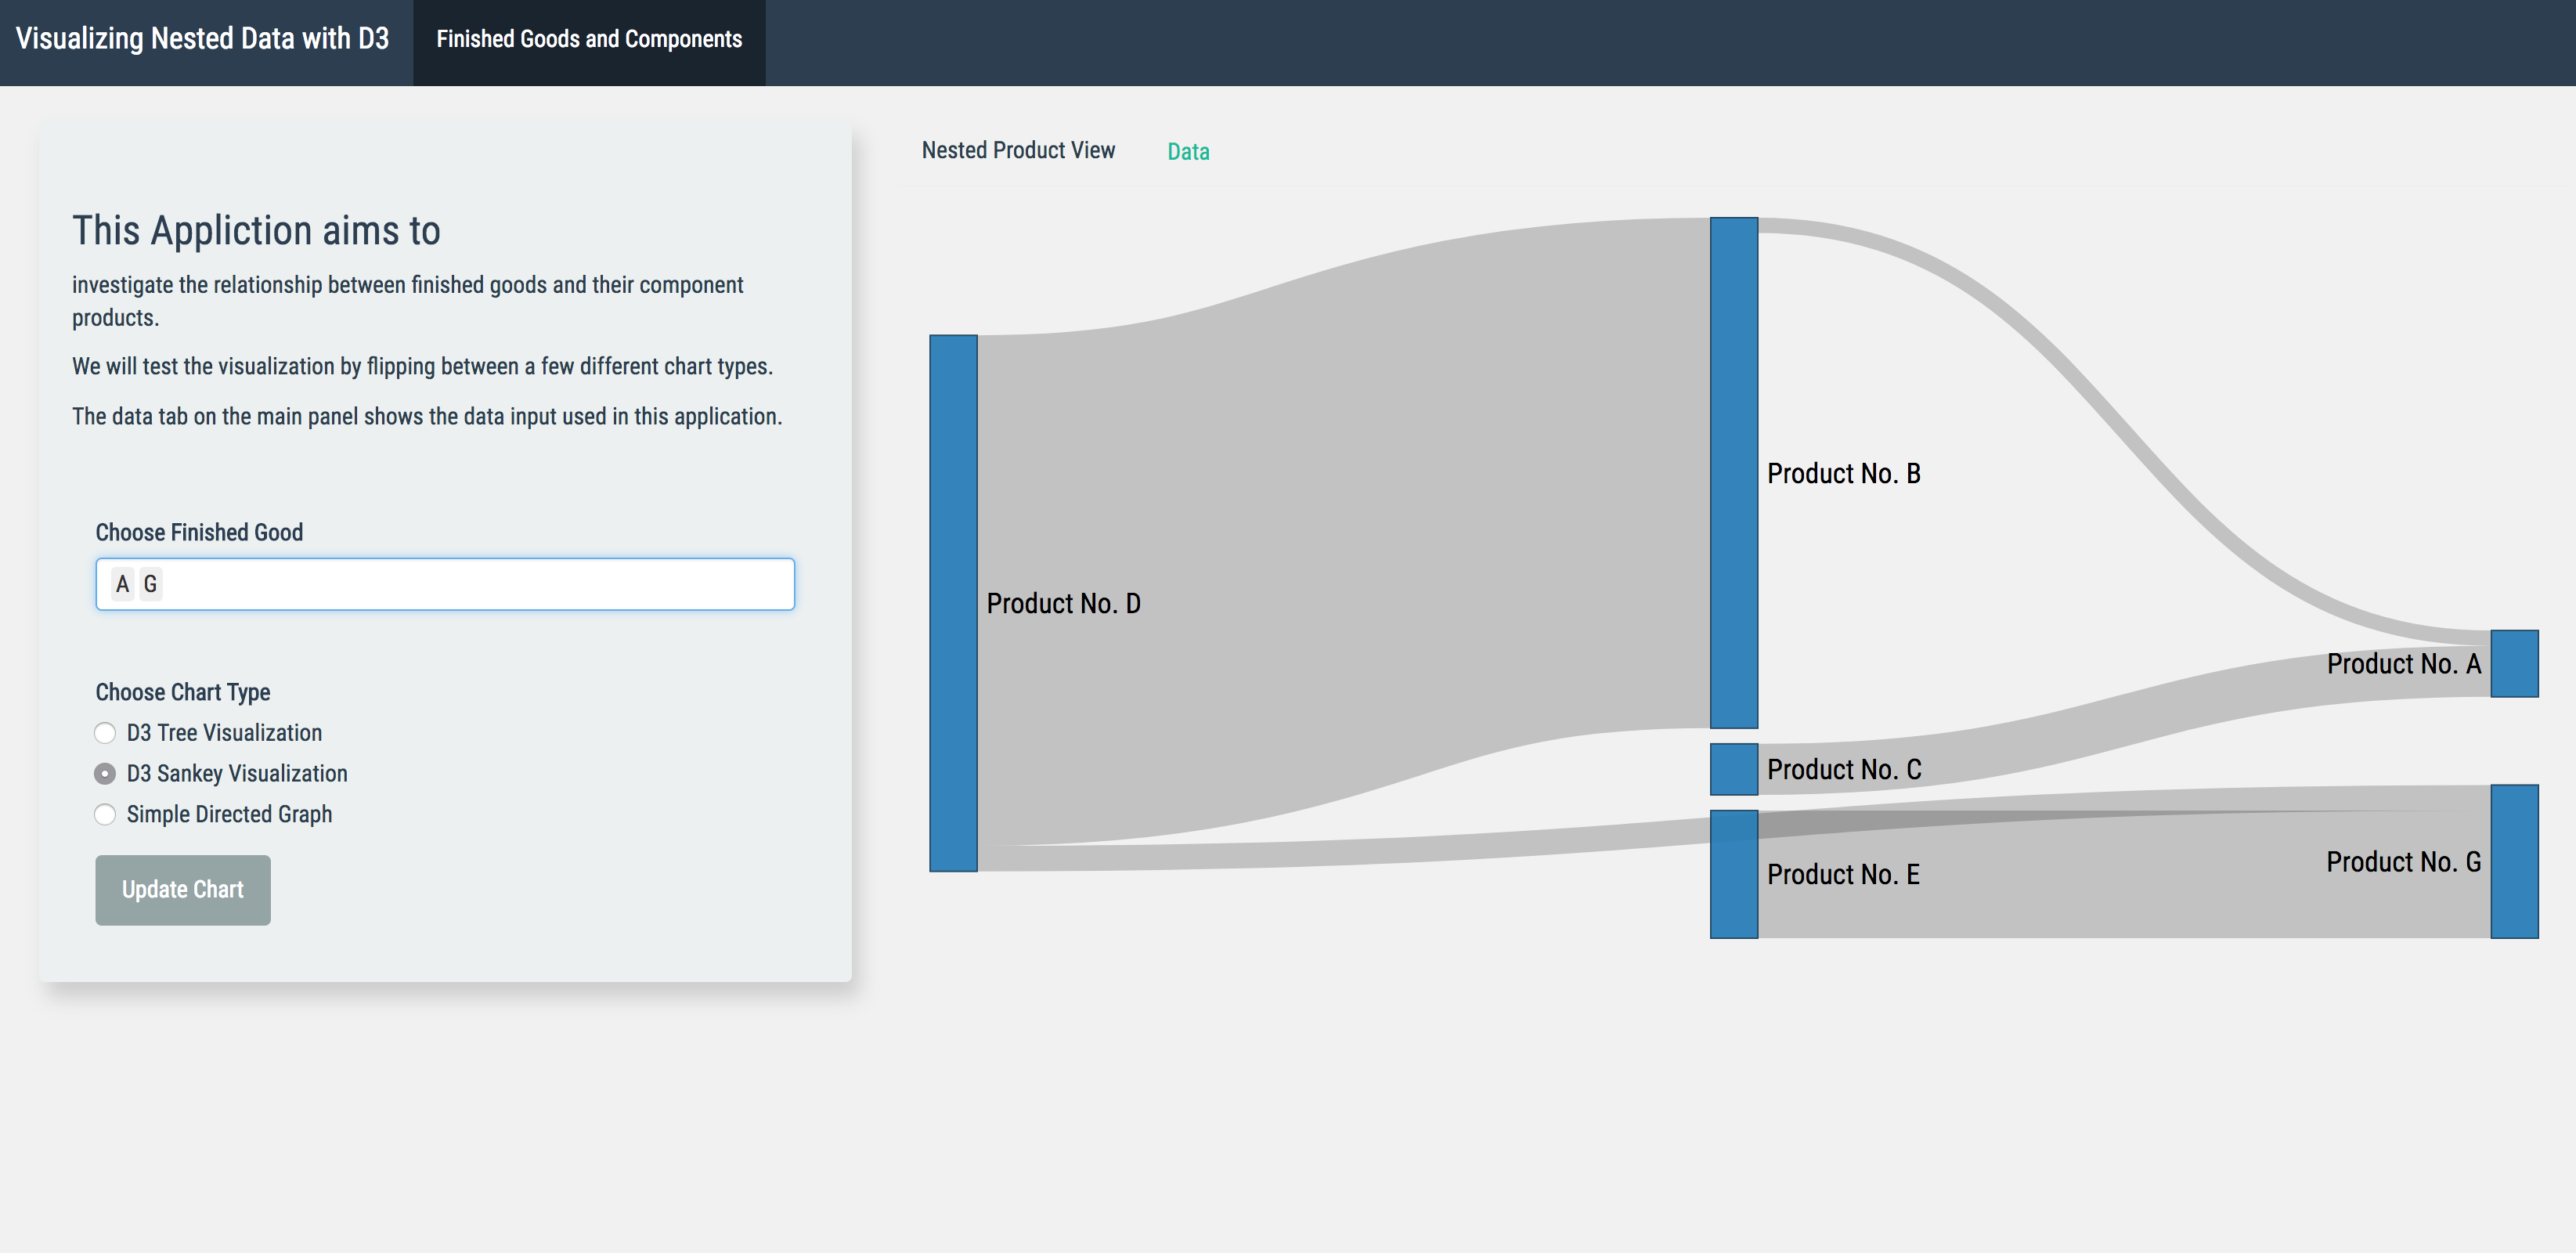 Visualizing Nested Data with D3
Finished Goods and Components
This Appliction aims to
investigate the relationship between finished goods and their component
products.
We will test the visualization by flipping between a few different chart types.
The data tab on the main panel shows the data input used in this application.
Choose Finished Good
A G
Choose Chart Type
D3 Tree Visualization
D3 Sankey Visualization
Simple Directed Graph
Update Chart
Nested Product View
Data
Product No. D
Product No. B
Product No. C
Product No. E
Product No. A
Product No. G